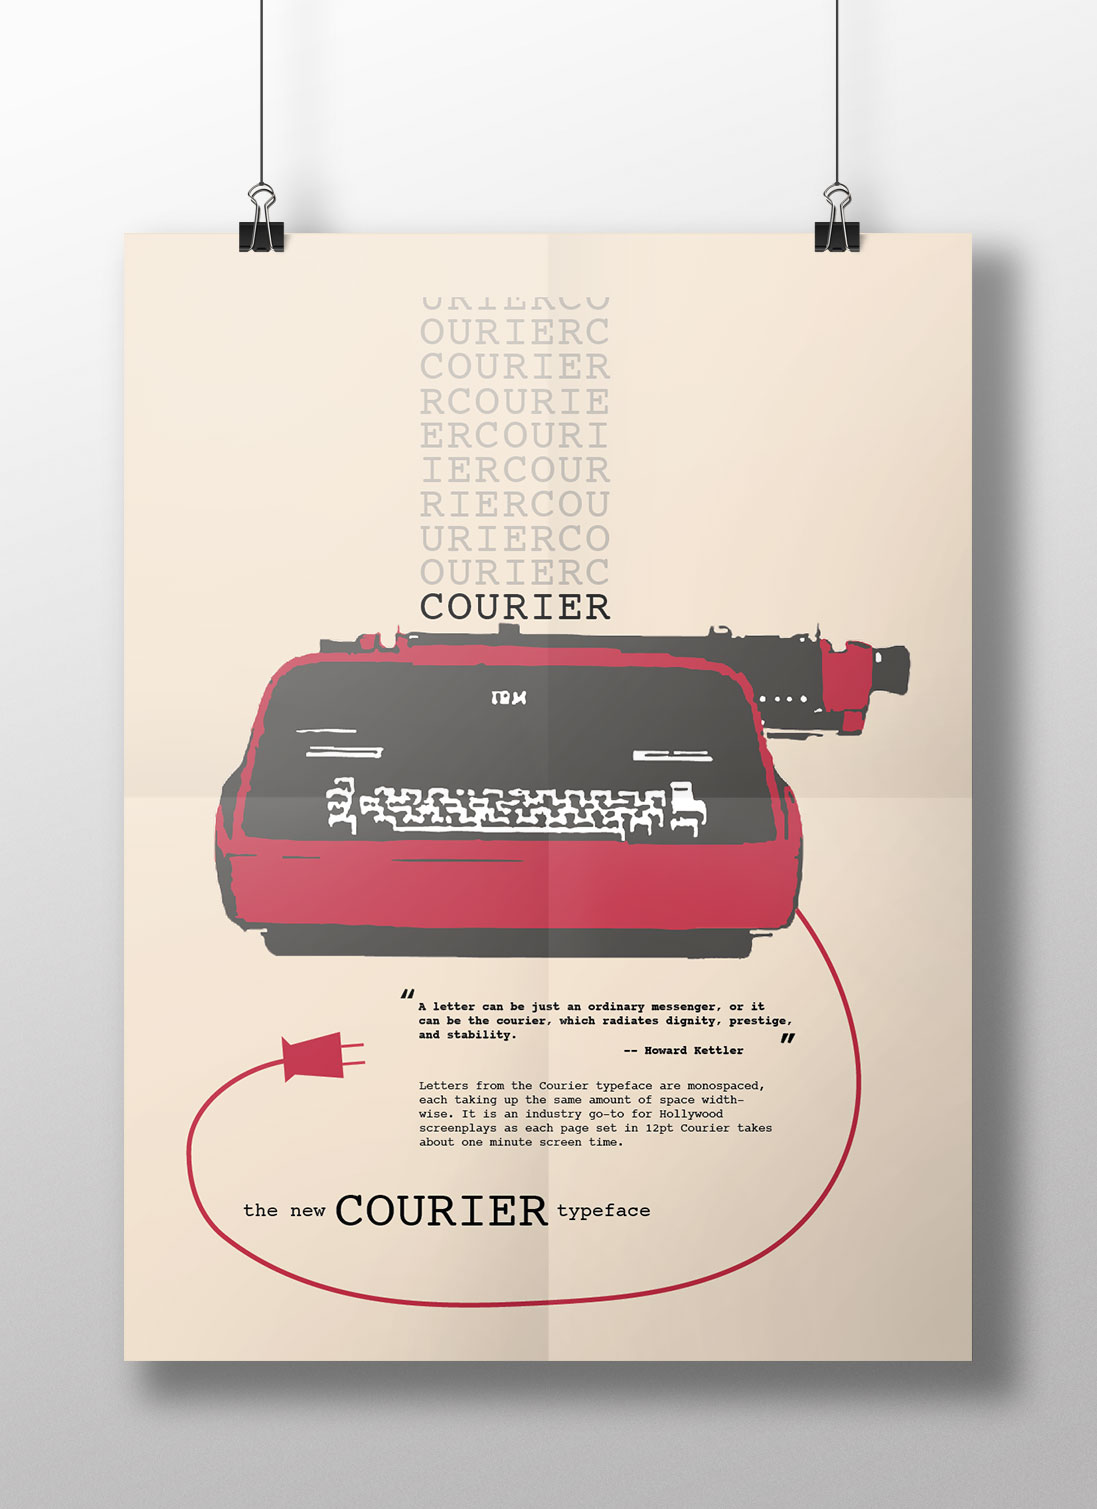 URIERCO
OURIERC
COURIER
RCOURIE
ERCOURI
IERCOUR
RIERCOU
URIERCO
OURIERC
COURIER
IBM
“A letter can be just an ordinary messenger, or it
can be the courier, which radiates dignity, prestige,
and stability.”
-- Howard Kettler
Letters from the Courier typeface are monospaced,
each taking up the same amount of space width-
wise. It is an industry go-to for Hollywood
screenplays as each page set in 12pt Courier takes
about one minute screen time.
the new COURIER typeface